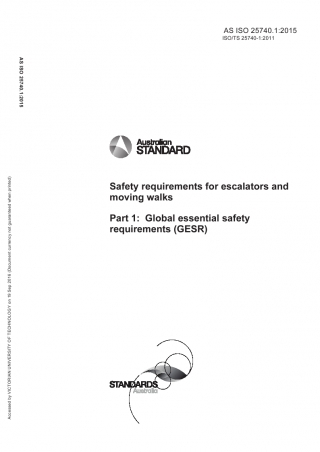 AS ISO 25740.1:2015
ISO/TS 25740-1:2011
AS ISO 25740.1:2015
Australian
STANDARD
Safety requirements for escalators and
moving walks
Part 1: Global essential safety
requirements (GESR)
Accessed by VICTORIAN UNIVERSITY OF TECHNOLOGY on 16 Sep 2015 (Document currency not guaranteed when printed)
STANDARDS
Australia